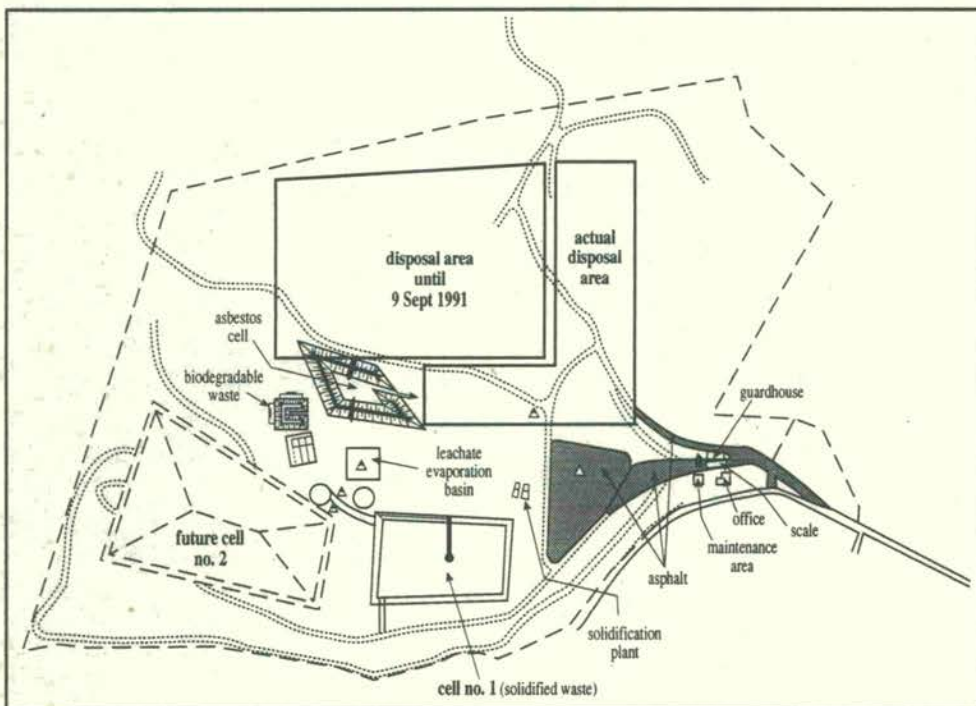 disposal area
until
9 Sept 1991
actual
disposal
area
asbestos
cell
biodegradable
waste
guardhouse
leachate
evaporation
basin
future cell
no. 2
office
scale
maintenance
area
asphalt
solidification
plant
cell no. 1 (solidified waste)